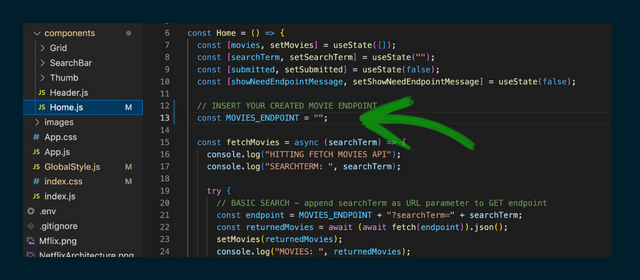 components
Grid
SearchBar
Thumb
Header.js
Home.js M
images
App.css
App.js
GlobalStyle.js M
index.css M
index.js
.env
.gitignore
Mflix.png M
NetflixArchitecture.png
6 const Home = () => {
7 const [movies, setMovies] = useState([]);
8 const [searchTerm, setSearchTerm] = useState("");
9 const [submitted, setSubmitted] = useState(false);
10 const [showNeedEndpointMessage, setShowNeedEndpointMessage] = useState(false);
11
12 // INSERT YOUR CREATED MOVIE ENDPOINT
13 const MOVIES_ENDPOINT = "";
14
15 const fetchMovies = async (searchTerm) => {
16 console.log("HITTING FETCH MOVIES API");
17 console.log("SEARCHTERM: ", searchTerm);
18
19 try {
20 // BASIC SEARCH - append searchTerm as URL parameter to GET endpoint
21 const endpoint = MOVIES_ENDPOINT + "?searchTerm=" + searchTerm;
22 const returnedMovies = await (await fetch(endpoint)).json();
23 setMovies(returnedMovies);
24 console.log("MOVIES: ", returnedMovies);